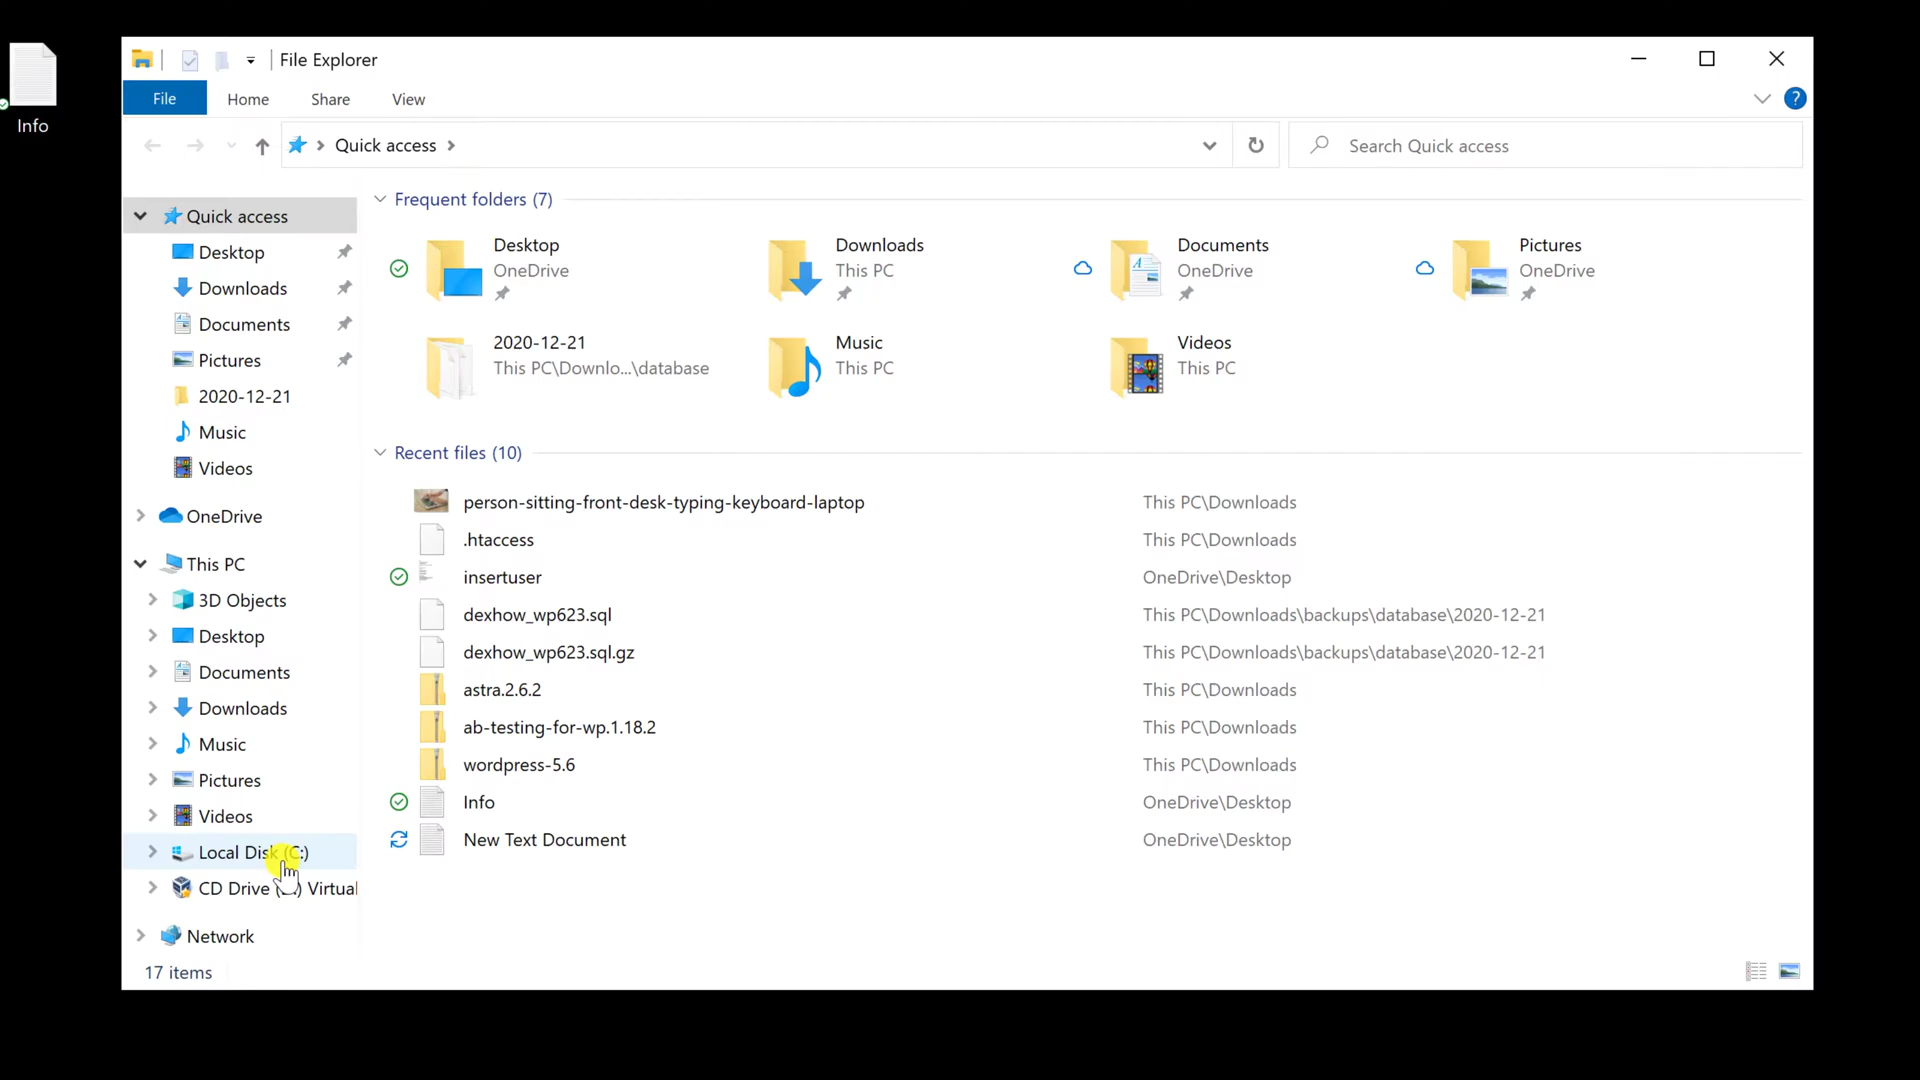 Info
File Explorer
File Home Share View
Quick access
Search Quick access
Quick access
Desktop
Downloads
Documents
Pictures
2020-12-21
Music
Videos
OneDrive
This PC
3D Objects
Desktop
Documents
Downloads
Music
Pictures
Videos
Local Disk (C:)
CD Drive Virtual
Network
17 items
Frequent folders (7)
Desktop
OneDrive
Downloads
This PC
Documents
OneDrive
Pictures
OneDrive
2020-12-21
This PC\Downlo...\database
Music
This PC
Videos
This PC
Recent files (10)
person-sitting-front-desk-typing-keyboard-laptop This PC\Downloads
.htaccess This PC\Downloads
insertuser OneDrive\Desktop
dexhow_wp623.sql This PC\Downloads\backups\database\2020-12-21
dexhow_wp623.sql.gz This PC\Downloads\backups\database\2020-12-21
astra.2.6.2 This PC\Downloads
ab-testing-for-wp.1.18.2 This PC\Downloads
wordpress-5.6 This PC\Downloads
Info OneDrive\Desktop
New Text Document OneDrive\Desktop